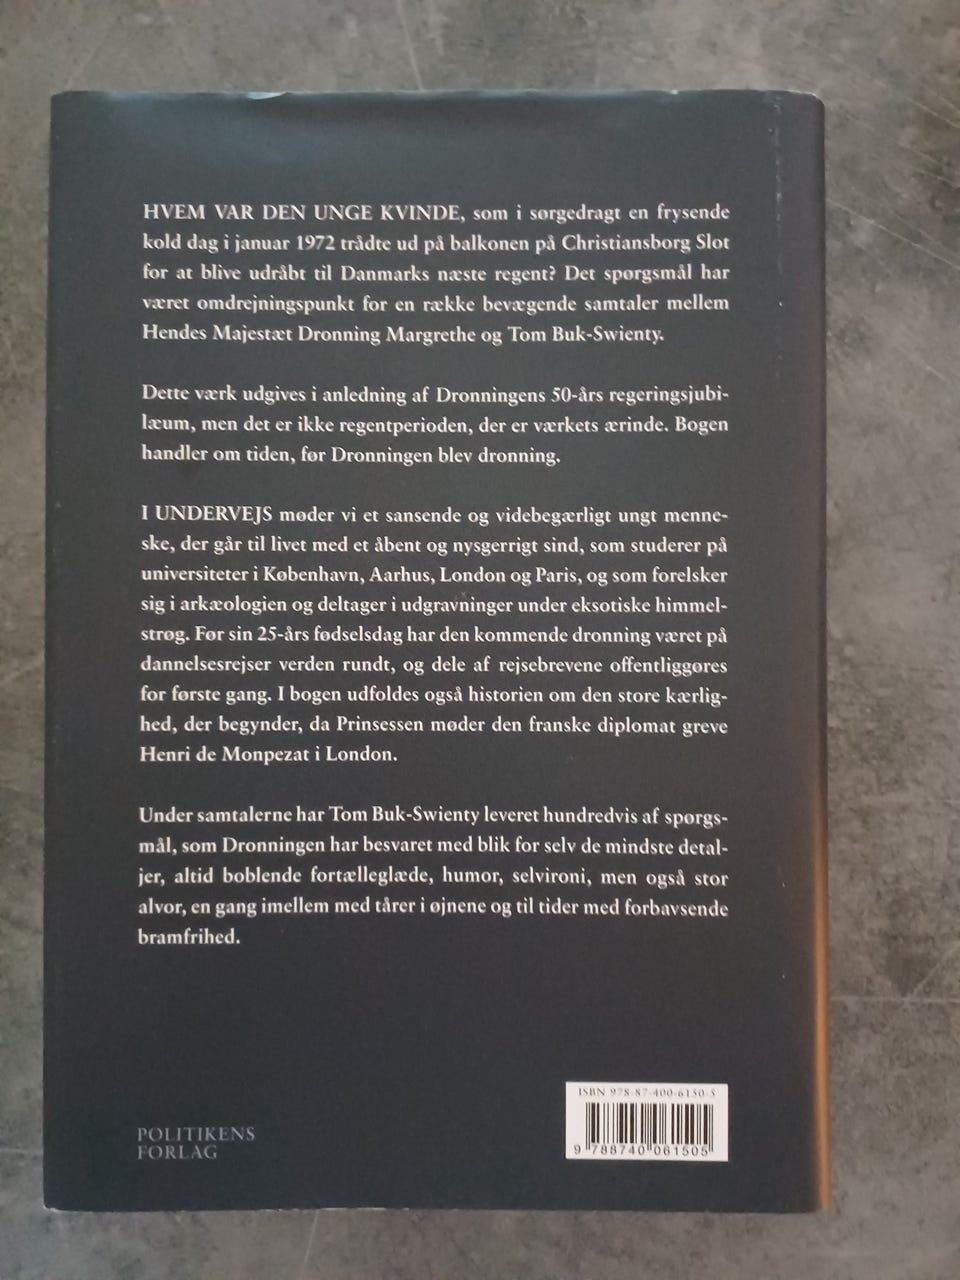 HVEM VAR DEN UNGE KVINDE, som i sørgedragt en frysende
kold dag i januar 1972 trådte ud på balkonen på Christiansborg Slot
for at blive udråbt til Danmarks næste regent? Det spørgsmål har
været omdrejningspunkt for en række bevægende samtaler mellem
Hendes Majestæt Dronning Margrethe og Tom Buk-Swienty.
Dette værk udgives i anledning af Dronningens 50-års regeringsjubi-
læum, men det er ikke regentperioden, der er værkets ærinde. Bogen
handler om tiden, før Dronningen blev dronning.
I UNDERVEJS møder vi et sansende og videbegærligt ungt menne-
ske, der går til livet med et åbent og nysgerrigt sind, som studerer på
universiteter i København, Aarhus, London og Paris, og som forelsker
sig i arkæologien og deltager i udgravninger under eksotiske himmel-
strøg. Før sin 25-års fødselsdag har den kommende dronning været på
dannelsesrejser verden rundt, og dele af rejsebrevene offentliggøres
for første gang. I bogen udfoldes også historien om den store kærlig-
hed, der begynder, da Prinsessen møder den franske diplomat greve
Henri de Monpezat i London.
Under samtalerne har Tom Buk-Swienty leveret hundredvis af spørgs-
mål, som Dronningen har besvaret med blik for selv de mindste detal-
jer, altid boblende fortælleglæde, humor, selvironi, men også stor
alvor, en gang imellem med tårer i øjnene og til tider med forbavsende
bramfrihed.
POLITIKENS
FORLAG
ISBN 978-87-400-6150-5
9 788740 061505